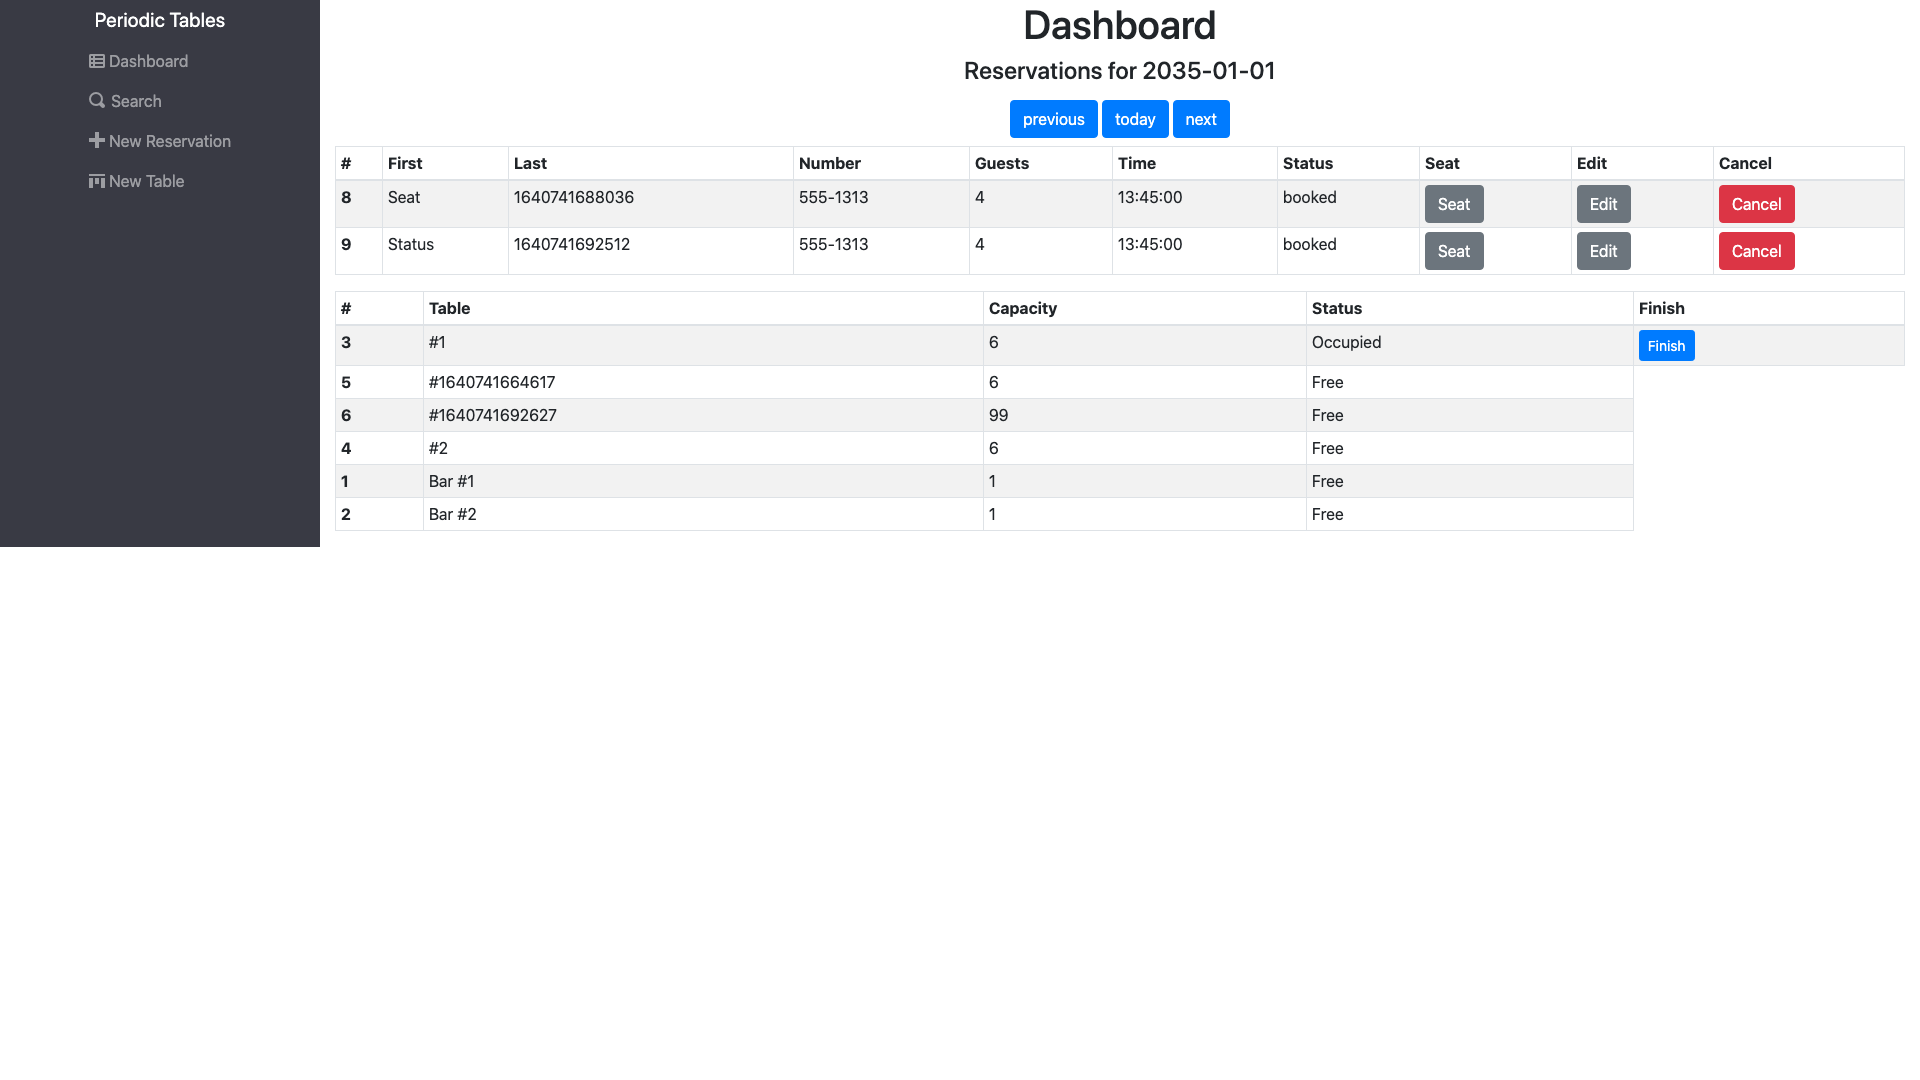 Periodic Tables
Dashboard
Search
New Reservation
New Table
Dashboard
Reservations for 2035-01-01
previous today next
# First Last Number Guests Time Status Seat Edit Cancel
8 Seat 1640741688036 555-1313 4 13:45:00 booked Seat Edit Cancel
9 Status 1640741692512 555-1313 4 13:45:00 booked Seat Edit Cancel
# Table Capacity Status Finish
3 #1 6 Occupied Finish
5 #1640741664617 6 Free
6 #1640741692627 99 Free
4 #2 6 Free
1 Bar #1 1 Free
2 Bar #2 1 Free